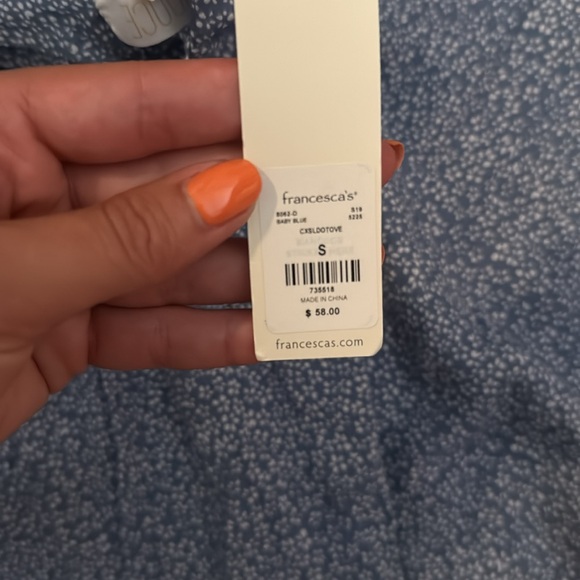 francesca's
8062-D S19
BABY BLUE 5235
CXSLDOTOVE
S
735518
MADE IN CHINA
$ 58.00
francescas.com